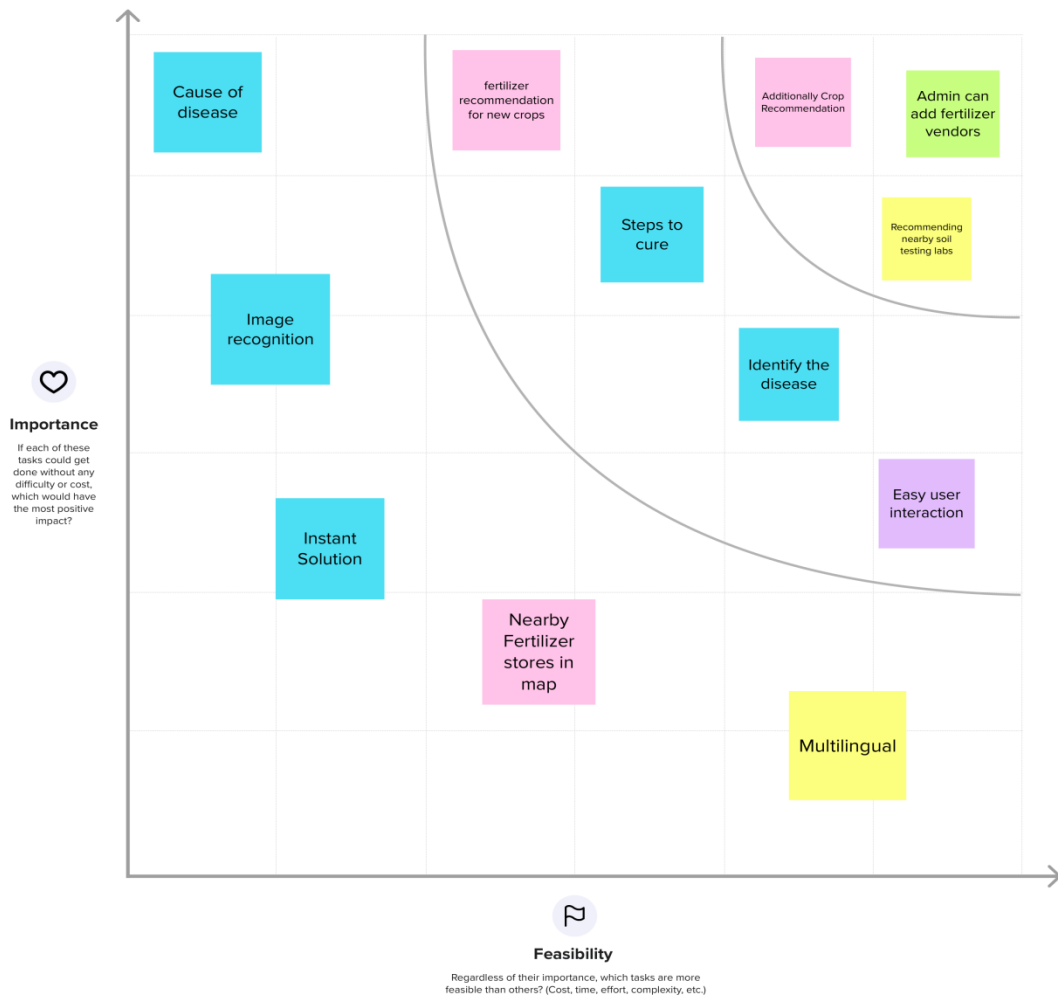 Cause of
disease
fertilizer
recommendation
for new crops
Additionally Crop
Recommendation
Admin can
add fertilizer
vendors
Steps to
cure
Recommending
nearby soil
testing labs
Image
recognition
Identify the
disease
Importance
If each of these
tasks could get
done without any
difficulty or cost,
which would have
the most positive
impact?
Easy user
interaction
Instant
Solution
Nearby
Fertilizer
stores in
map
Multilingual
Feasibility
Regardless of their importance, which tasks are more
feasible than others? (Cost, time, effort, complexity, etc.)